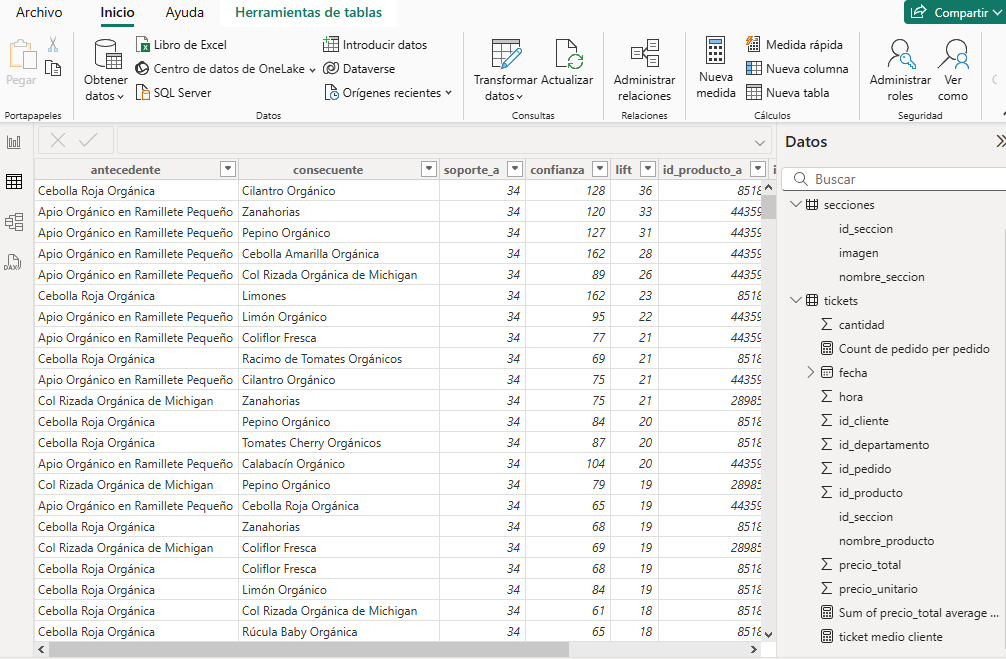 Archivo Inicio Ayuda Herramientas de tablas Compartir
Pegar
Portapapeles
Obtener datos
Libro de Excel
Centro de datos de OneLake
SQL Server
Introducir datos
Dataverse
Orígenes recientes
Datos
Transformar datos
Actualizar
Consultas
Administrar relaciones
Relaciones
Nueva medida
Medida rápida
Nueva columna
Nueva tabla
Cálculos
Administrar roles
Ver como
Seguridad
DAX
antecedente consecuente soporte_a confianza lift id_producto_a i
Cebolla Roja Orgánica Cilantro Orgánico 34 128 36 8518
Apio Orgánico en Ramillete Pequeño Zanahorias 34 120 33 44359
Apio Orgánico en Ramillete Pequeño Pepino Orgánico 34 127 31 44359
Apio Orgánico en Ramillete Pequeño Cebolla Amarilla Orgánica 34 162 28 44359
Apio Orgánico en Ramillete Pequeño Col Rizada Orgánica de Michigan 34 89 26 44359
Cebolla Roja Orgánica Limones 34 162 23 8518
Apio Orgánico en Ramillete Pequeño Limón Orgánico 34 95 22 44359
Apio Orgánico en Ramillete Pequeño Coliflor Fresca 34 77 21 44359
Cebolla Roja Orgánica Racimo de Tomates Orgánicos 34 69 21 8518
Apio Orgánico en Ramillete Pequeño Cilantro Orgánico 34 75 21 44359
Col Rizada Orgánica de Michigan Zanahorias 34 75 21 28985
Cebolla Roja Orgánica Pepino Orgánico 34 84 20 8518
Cebolla Roja Orgánica Tomates Cherry Orgánicos 34 87 20 8518
Apio Orgánico en Ramillete Pequeño Calabacín Orgánico 34 104 20 44359
Col Rizada Orgánica de Michigan Pepino Orgánico 34 79 19 28985
Apio Orgánico en Ramillete Pequeño Cebolla Roja Orgánica 34 65 19 44359
Cebolla Roja Orgánica Zanahorias 34 68 19 8518
Col Rizada Orgánica de Michigan Coliflor Fresca 34 69 19 28985
Cebolla Roja Orgánica Coliflor Fresca 34 68 19 8518
Cebolla Roja Orgánica Limón Orgánico 34 84 19 8518
Cebolla Roja Orgánica Col Rizada Orgánica de Michigan 34 61 18 8518
Cebolla Roja Orgánica Rúcula Baby Orgánica 34 65 18 8518
Datos
Buscar
secciones
id_seccion
imagen
nombre_seccion
tickets
cantidad
Count de pedido per pedido
fecha
hora
id_cliente
id_departamento
id_pedido
id_producto
id_seccion
nombre_producto
precio_total
precio_unitario
Sum of precio_total average ...
ticket medio cliente